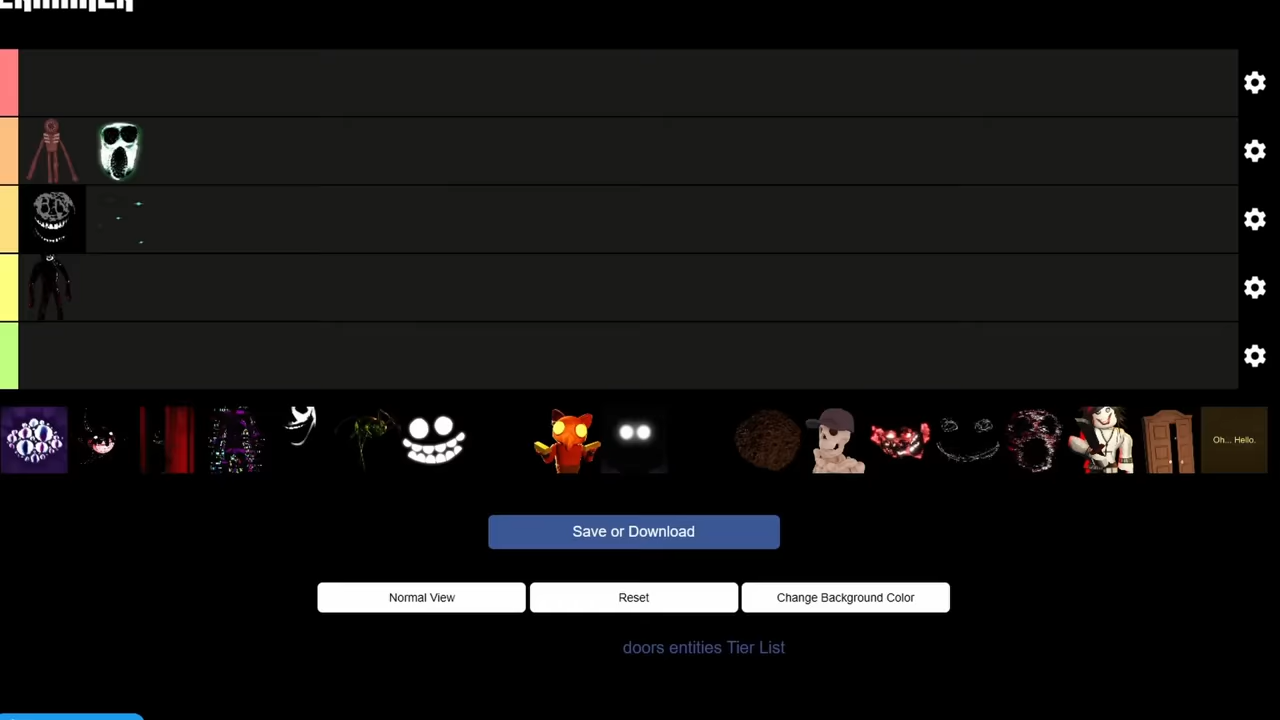 Oh... Hello.
Save or Download
Normal View
Reset
Change Background Color
doors entities Tier List